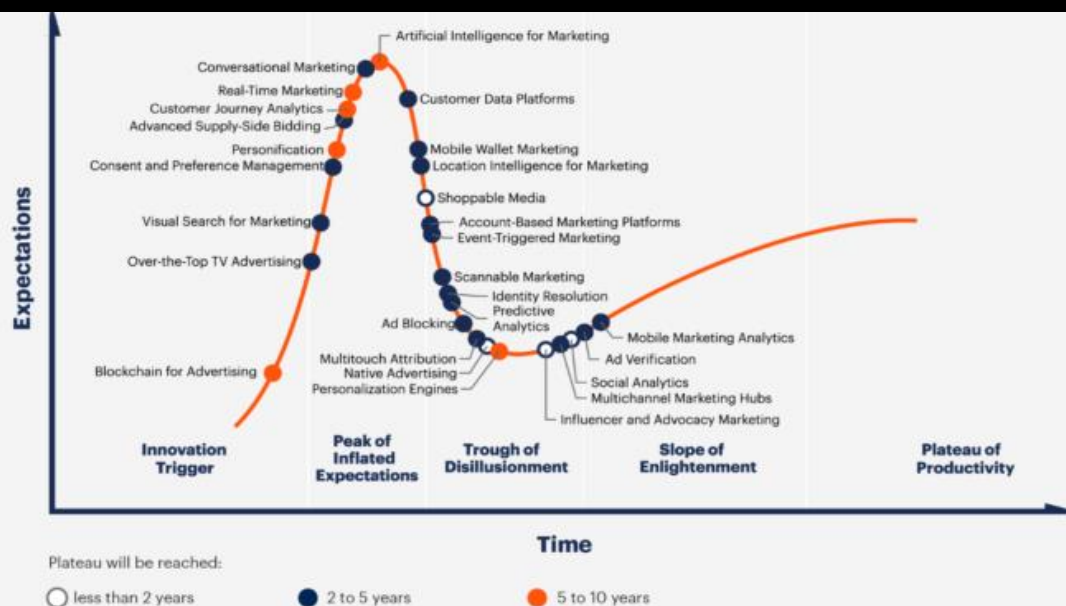 Artificial Intelligence for Marketing
Conversational Marketing
Real-Time Marketing
Customer Journey Analytics
Advanced Supply-Side Bidding
Personification
Consent and Preference Management
Visual Search for Marketing
Over-the-Top TV Advertising
Blockchain for Advertising
Customer Data Platforms
Mobile Wallet Marketing
Location Intelligence for Marketing
Shoppable Media
Account-Based Marketing Platforms
Event-Triggered Marketing
Scannable Marketing
Identity Resolution
Predictive
Analytics
Ad Blocking
Multitouch Attribution
Native Advertising
Personalization Engines
Mobile Marketing Analytics
Ad Verification
Social Analytics
Multichannel Marketing Hubs
Influencer and Advocacy Marketing
Expectations
Innovation
Trigger
Peak of
Inflated
Expectations
Trough of
Disillusionment
Slope of
Enlightenment
Plateau of
Productivity
Time
Plateau will be reached:
less than 2 years
2 to 5 years
5 to 10 years